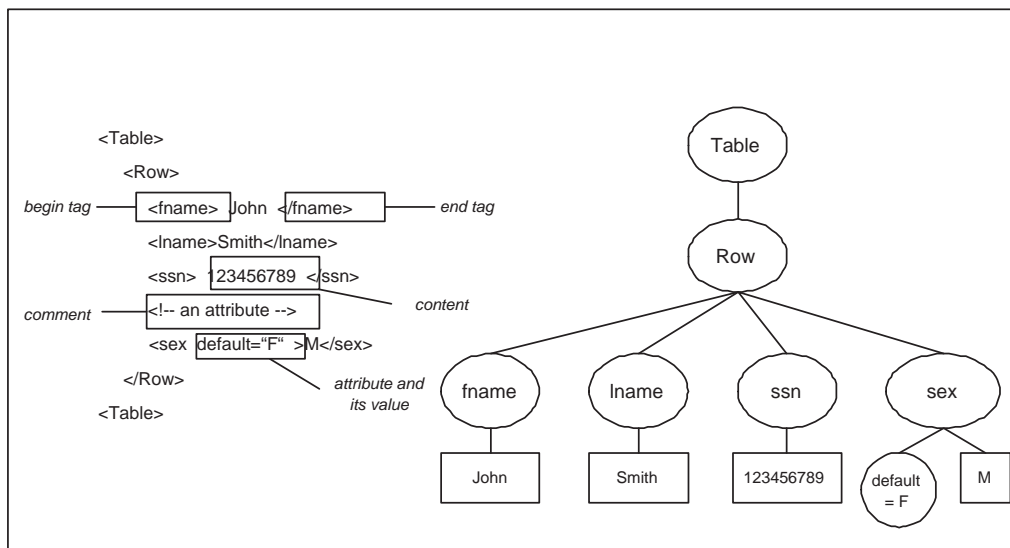 <Table>
<Row>
begin tag
<fname> John </fname>
end tag
<lname>Smith</lname>
<ssn> 123456789 </ssn>
content
comment
<!-- an attribute -->
<sex default=“F“ >M</sex>
attribute and
its value
</Row>
<Table>
Table
Row
fname
lname
ssn
sex
John
Smith
123456789
default
= F
M